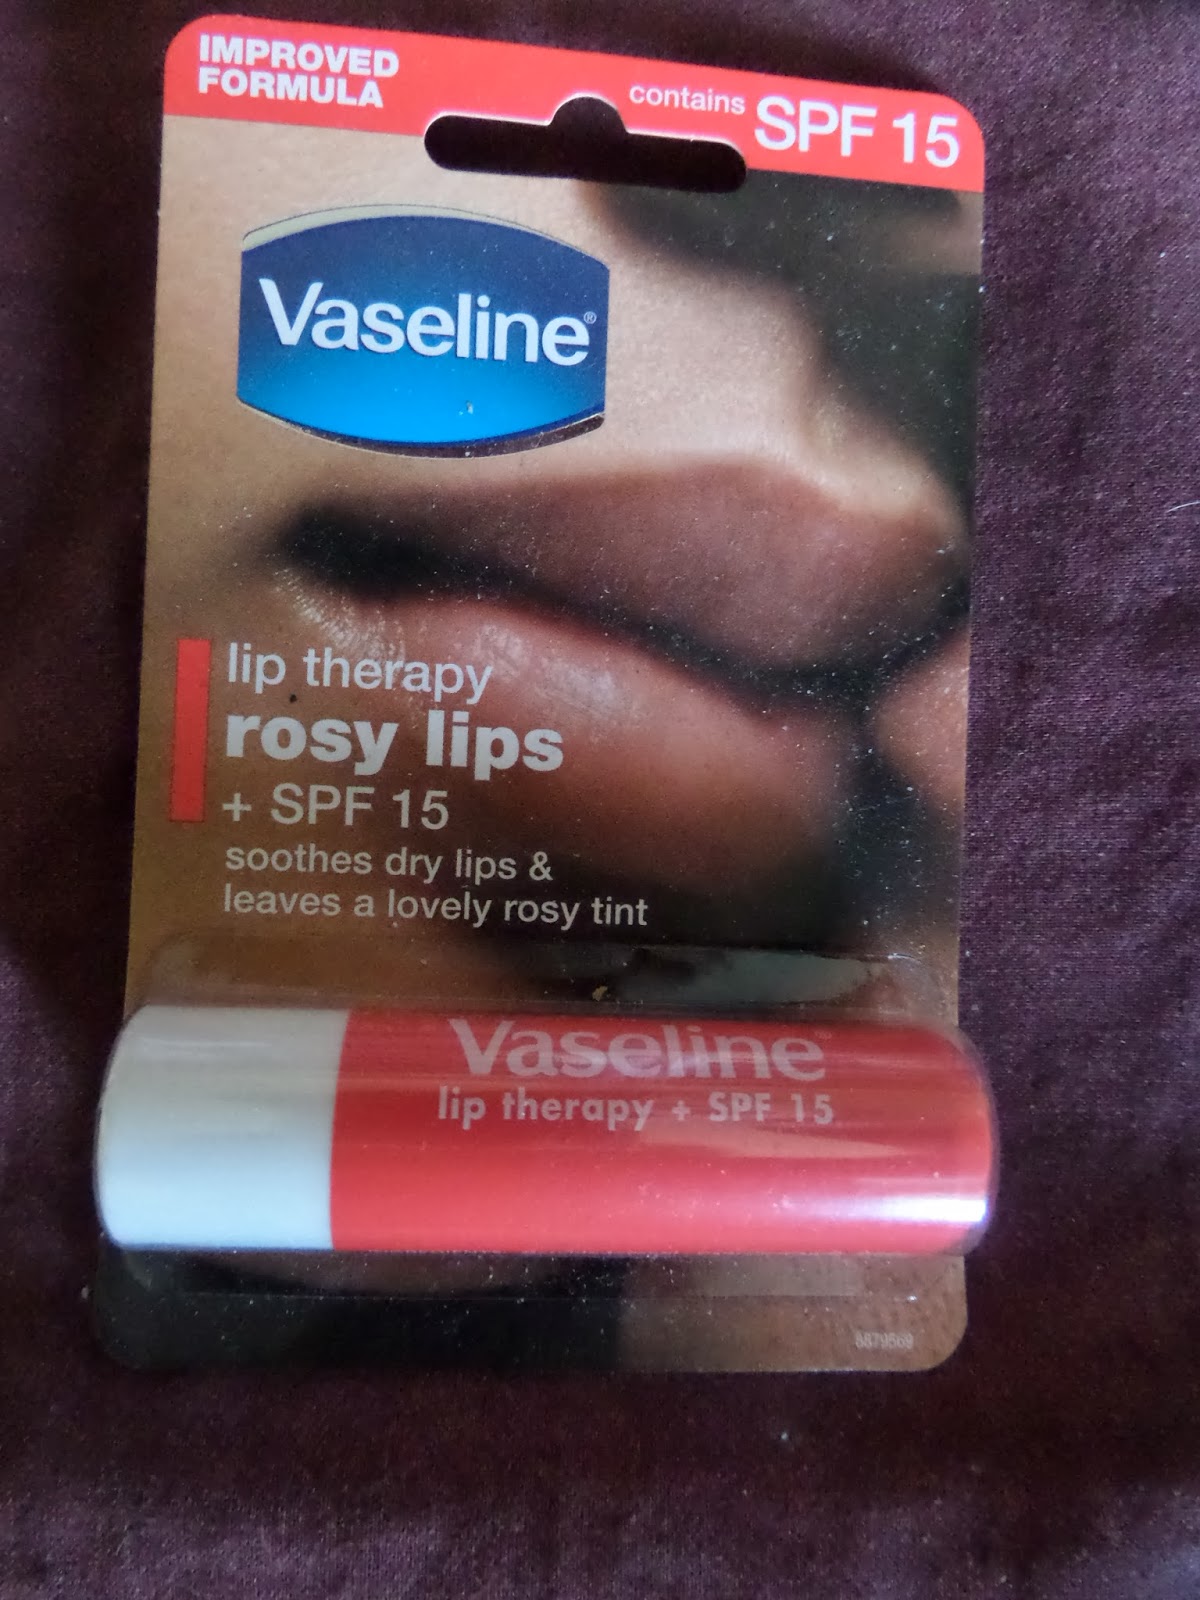 IMPROVED
FORMULA
contains SPF 15
Vaseline®
lip therapy
rosy lips
+ SPF 15
soothes dry lips &
leaves a lovely rosy tint
Vaseline™
lip therapy + SPF 15